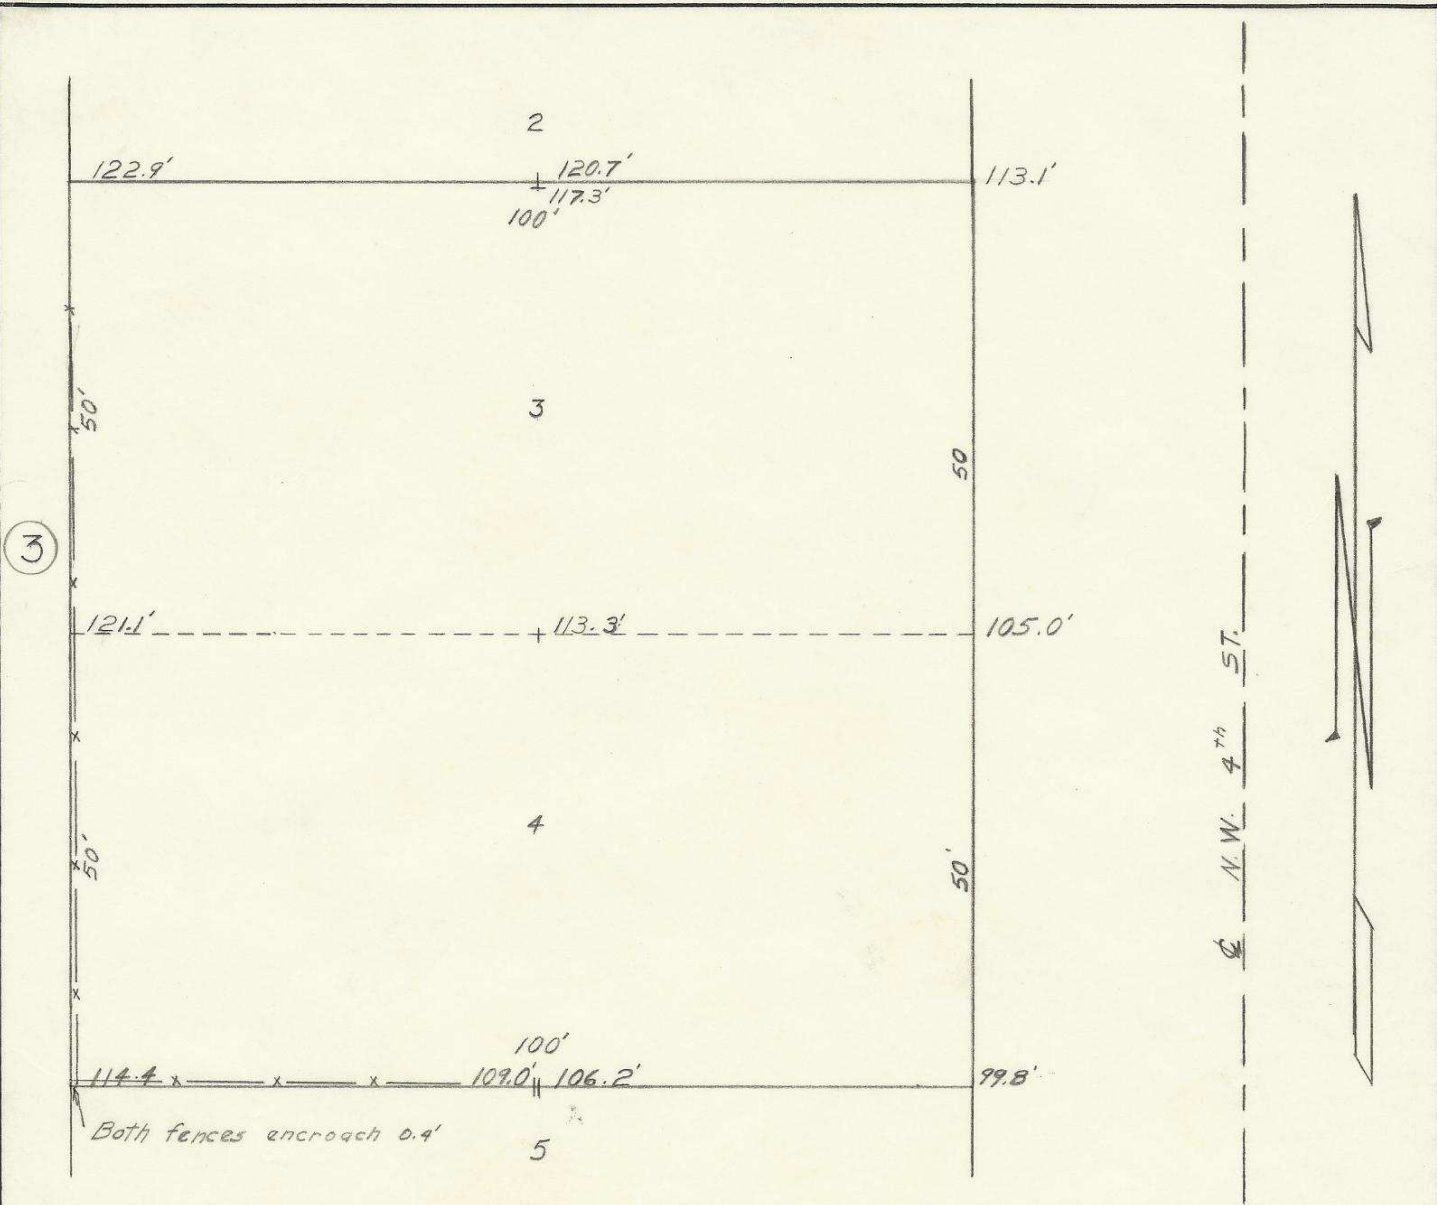 2
122.9' 120.7' 113.1'
117.3'
100'
50'
3
50
3
121.1' 113.3' 105.0'
℄ N.W. 4th ST.
N
4
50'
50'
100'
114.4 109.0' 106.2' 99.8'
Both fences encroach 0.4'
5